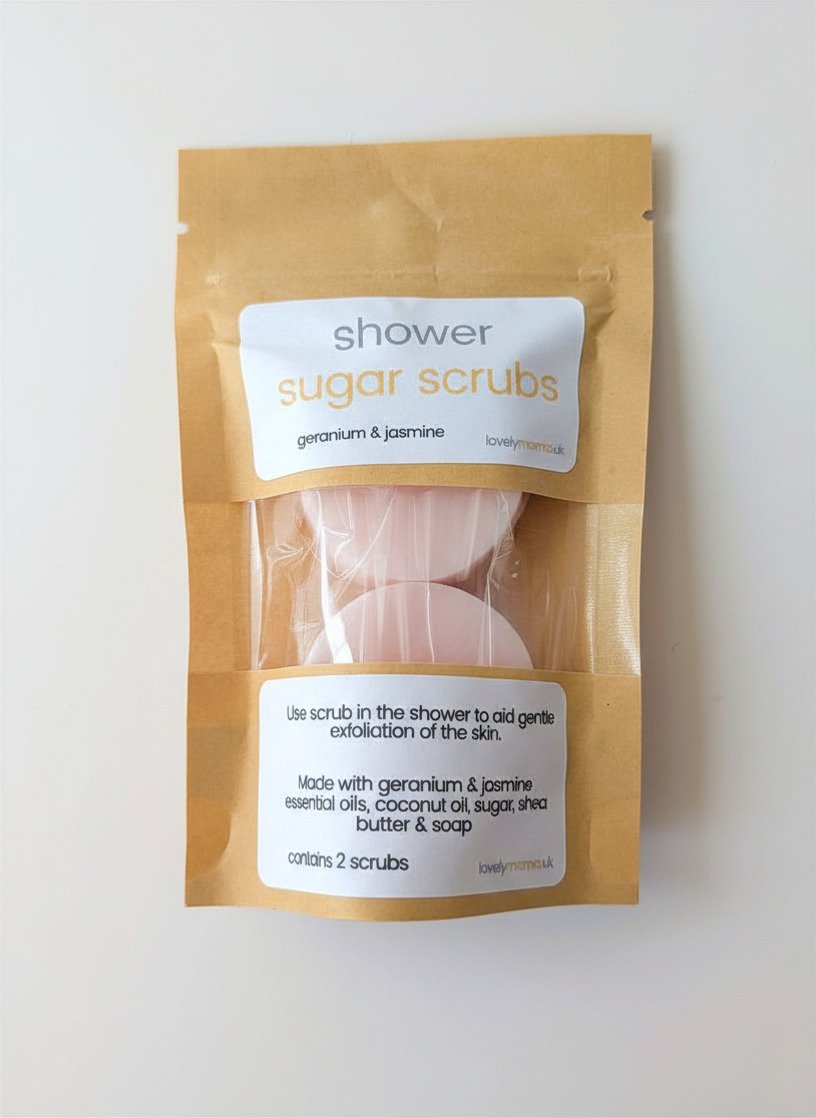 shower
sugar scrubs
geranium & jasmine
lovelymama.uk
Use scrub in the shower to aid gentle
exfoliation of the skin.
Made with geranium & jasmine
essential oils, coconut oil, sugar, shea
butter & soap
contains 2 scrubs
lovelymama.uk